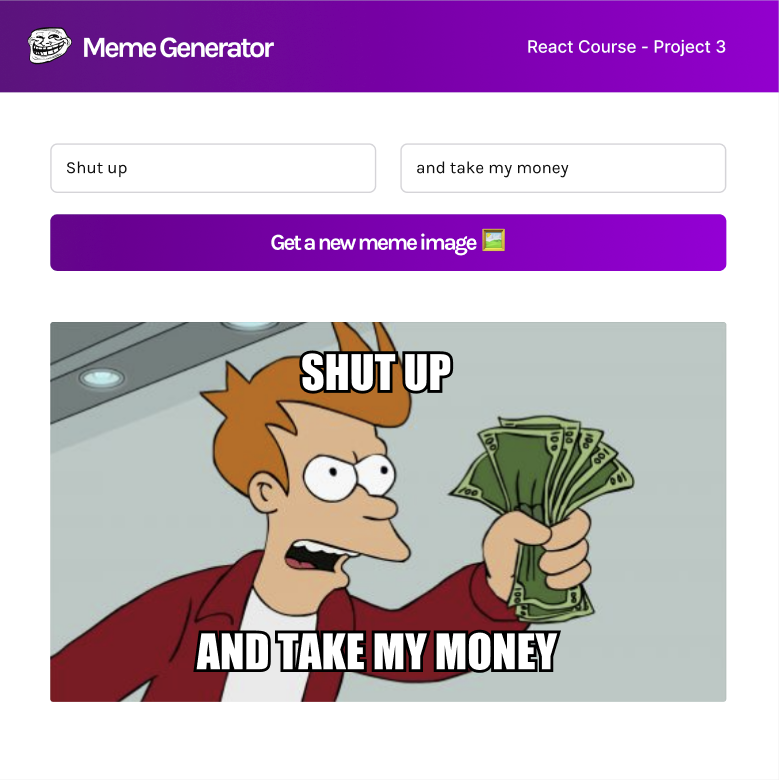 Meme Generator
React Course - Project 3
Shut up
and take my money
Get a new meme image 🖼️
SHUT UP
AND TAKE MY MONEY